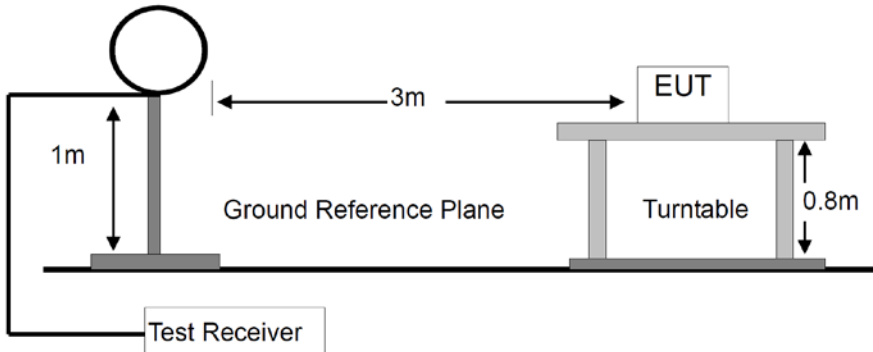 EUT
3m
1m
Ground Reference Plane
Turntable
0.8m
Test Receiver